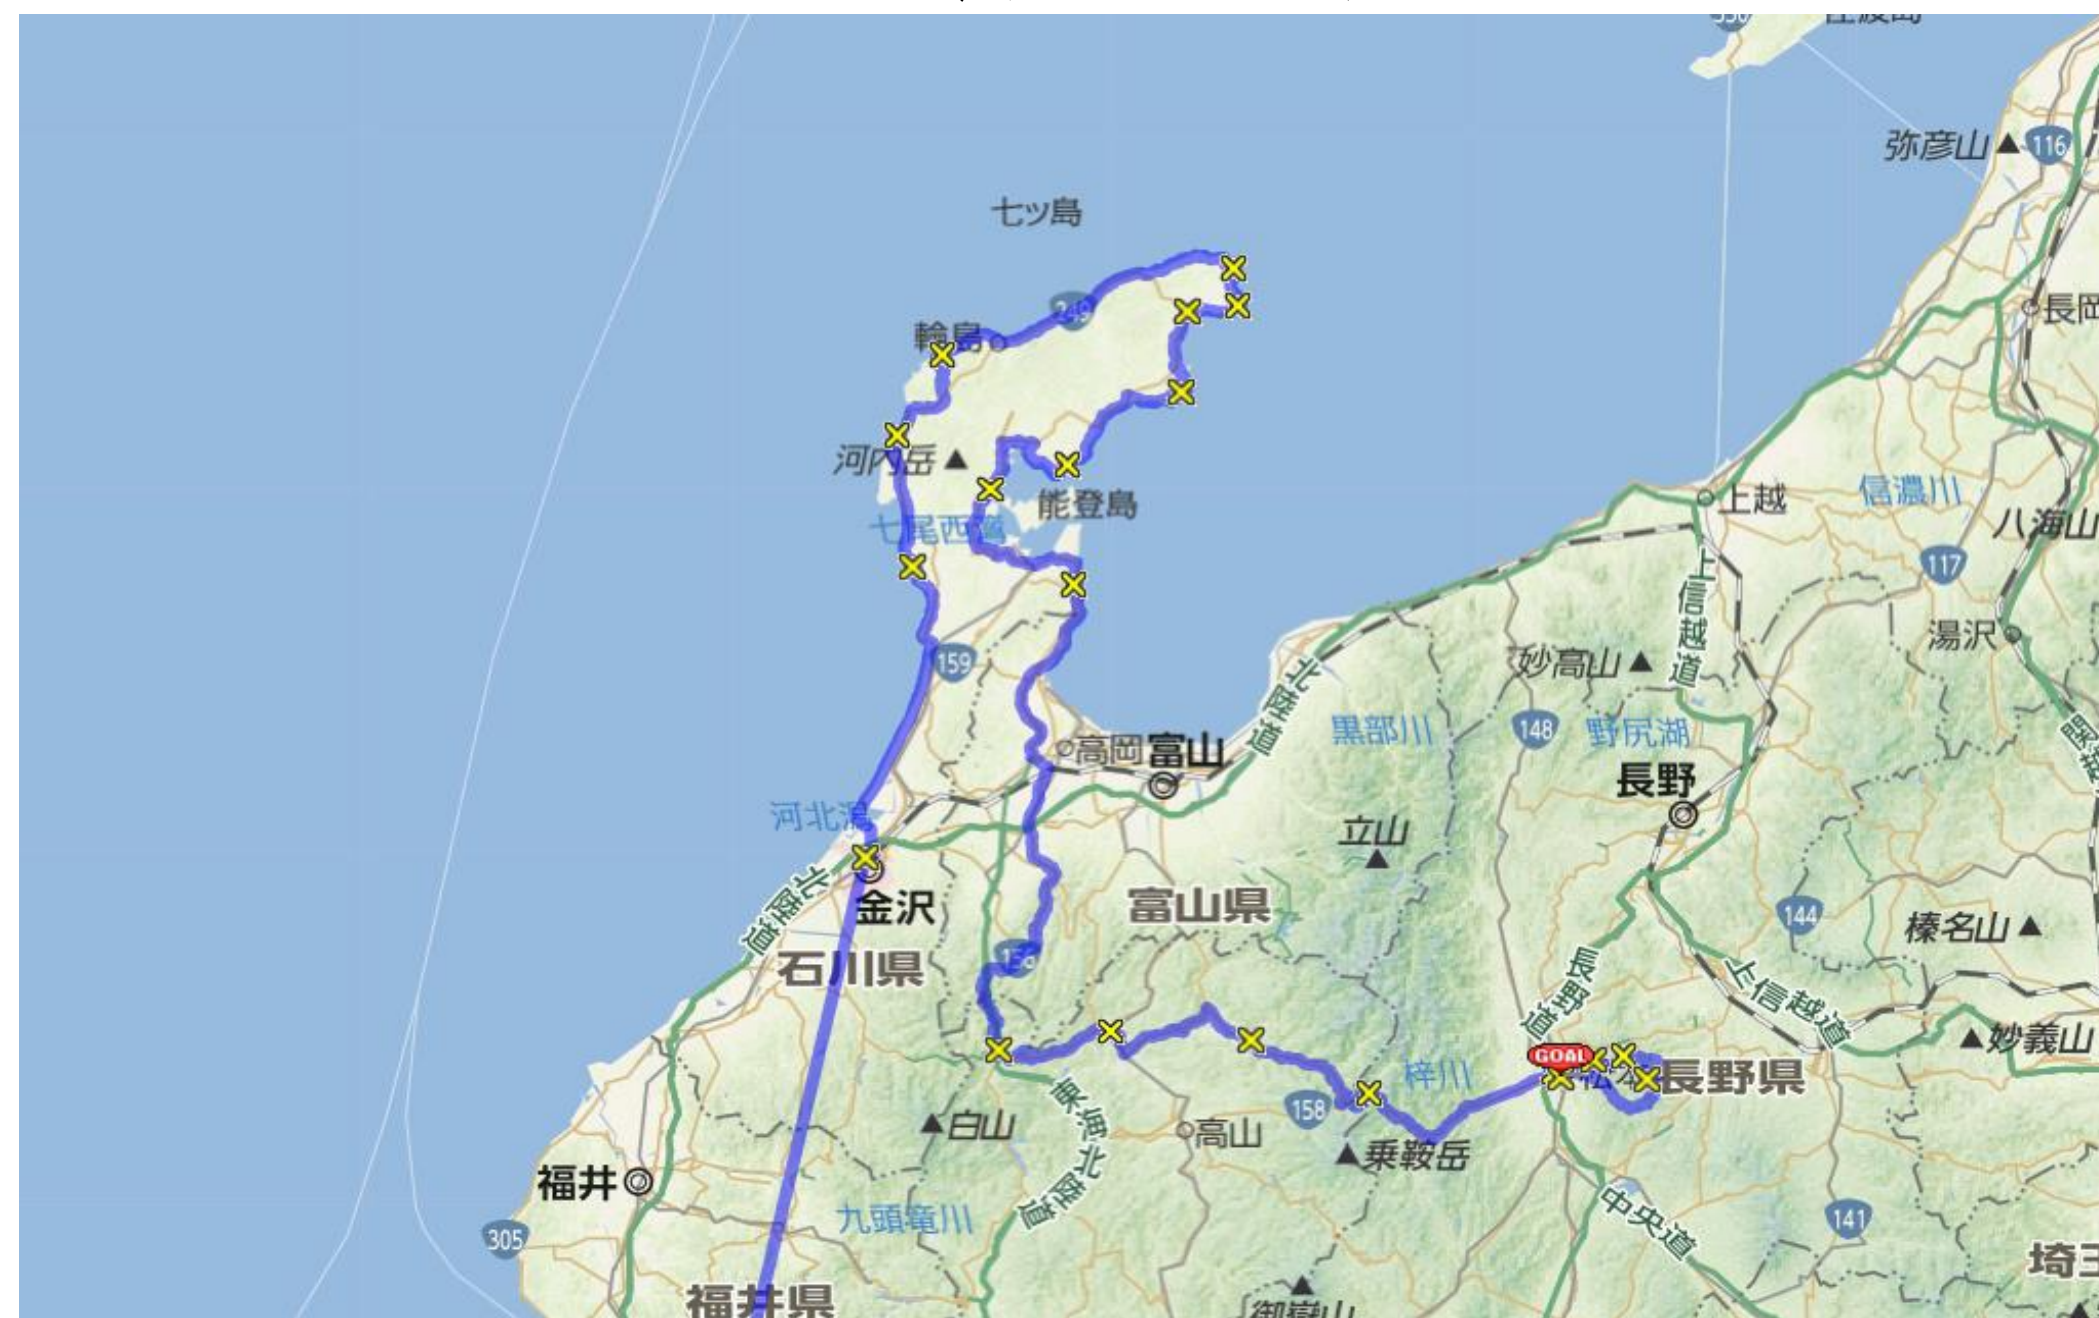 弥彦山
116
七ッ島
長岡
249
輪島
河内岳
能登島
七尾西湾
上越
信濃川
八海山
117
上信越道
湯沢
159
妙高山
北陸道
黒部川
148
野尻湖
高岡
富山
長野
河北潟
立山
144
金沢
富山県
榛名山
北陸道
石川県
長野道
上信越道
妙義山
GOAL
梓川
長野県
158
東海北陸道
白山
高山
乗鞍岳
福井
九頭竜川
中央道
141
305
福井県
御嶽山